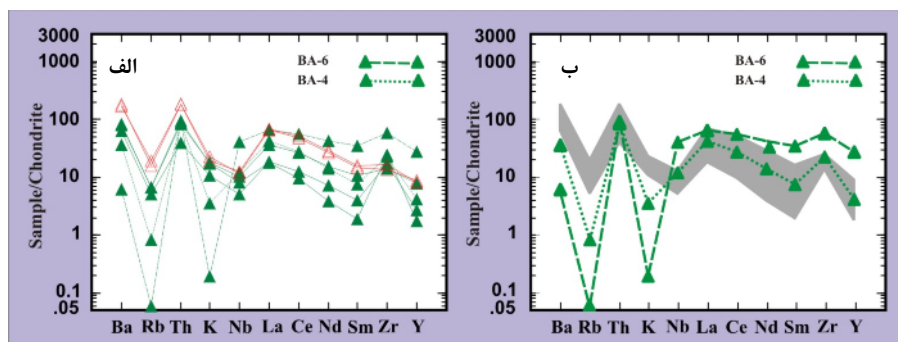 الف
BA-6
BA-4
Sample/Chondrite
3000
1000
100
10
1
0.1
.05
Ba Rb Th K Nb La Ce Nd Sm Zr Y
ب
BA-6
BA-4
Sample/Chondrite
3000
1000
100
10
1
0.1
.05
Ba Rb Th K Nb La Ce Nd Sm Zr Y